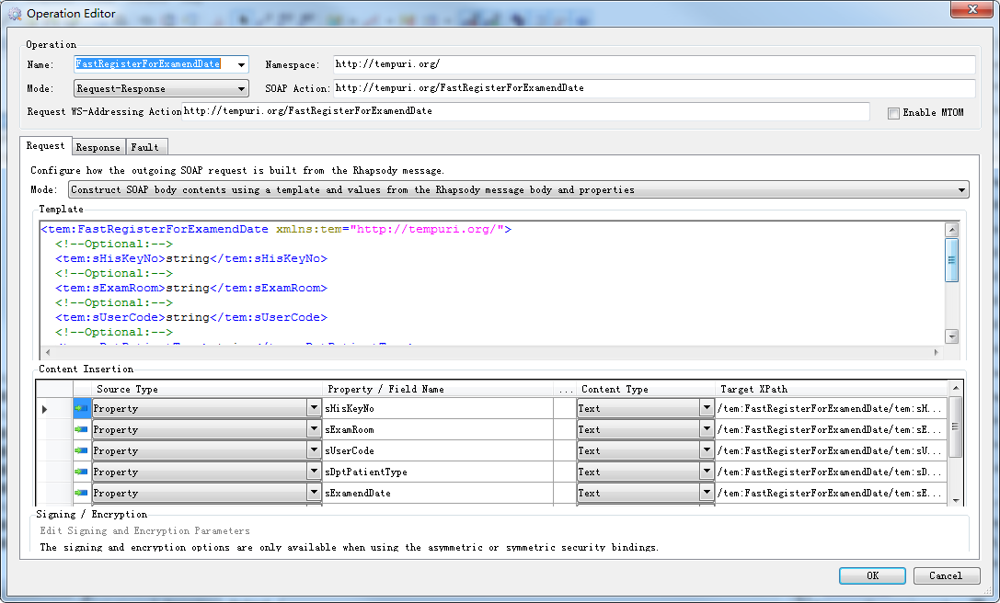 Operation Editor
Operation
Name: FastRegisterForExamendDate Namespace: http://tempuri.org/
Mode: Request-Response SOAP Action: http://tempuri.org/FastRegisterForExamendDate
Request WS-Addressing Action http://tempuri.org/FastRegisterForExamendDate Enable MTOM
Request Response Fault
Configure how the outgoing SOAP request is built from the Rhapsody message.
Mode: Construct SOAP body contents using a template and values from the Rhapsody message body and properties
Template
<tem:FastRegisterForExamendDate xmlns:tem="http://tempuri.org/">
<!--Optional:-->
<tem:sHisKeyNo>string</tem:sHisKeyNo>
<!--Optional:-->
<tem:sExamRoom>string</tem:sExamRoom>
<!--Optional:-->
<tem:sUserCode>string</tem:sUserCode>
<!--Optional:-->
Content Insertion
Source Type Property / Field Name ... Content Type Target XPath
Property sHisKeyNo Text /tem:FastRegisterForExamendDate/tem:sH...
Property sExamRoom Text /tem:FastRegisterForExamendDate/tem:sE...
Property sUserCode Text /tem:FastRegisterForExamendDate/tem:sU...
Property sDptPatientType Text /tem:FastRegisterForExamendDate/tem:sD...
Property sExamendDate Text /tem:FastRegisterForExamendDate/tem:sE...
Signing / Encryption
Edit Signing and Encryption Parameters
The signing and encryption options are only available when using the asymmetric or symmetric security bindings.
OK Cancel